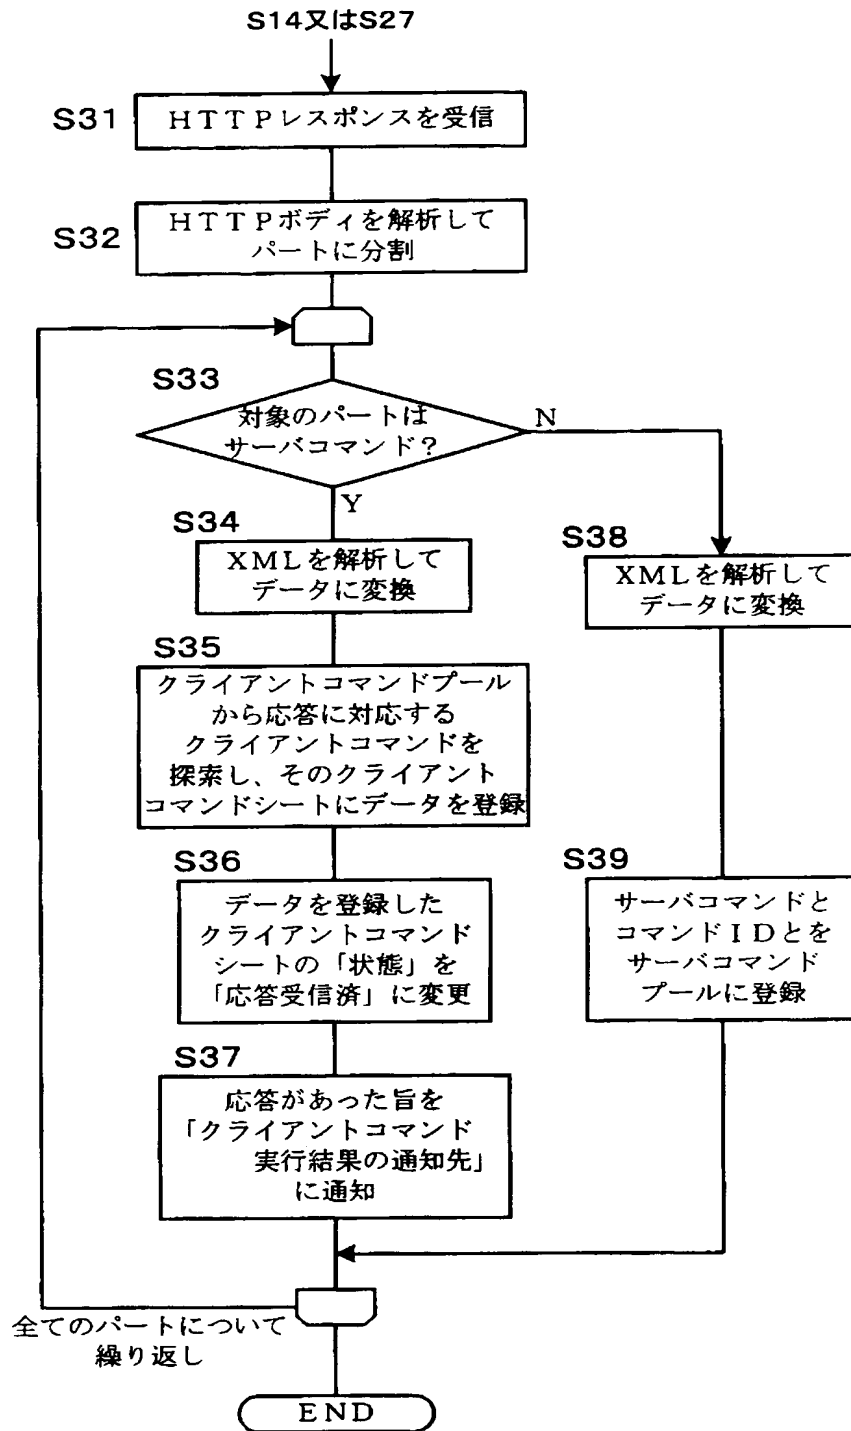 S14又はS27
S31
HTTPレスポンスを受信
S32
HTTPボディを解析して
パートに分割
S33
対象のパートは
サーバコマンド?
N
Y
S34
XMLを解析して
データに変換
S35
クライアントコマンドプール
から応答に対応する
クライアントコマンドを
探索し、そのクライアント
コマンドシートにデータを登録
S36
データを登録した
クライアントコマンド
シートの「状態」を
「応答受信済」に変更
S37
応答があった旨を
「クライアントコマンド
実行結果の通知先」
に通知
S38
XMLを解析して
データに変換
S39
サーバコマンドと
コマンドIDとを
サーバコマンド
プールに登録
全てのパートについて
繰り返し
END